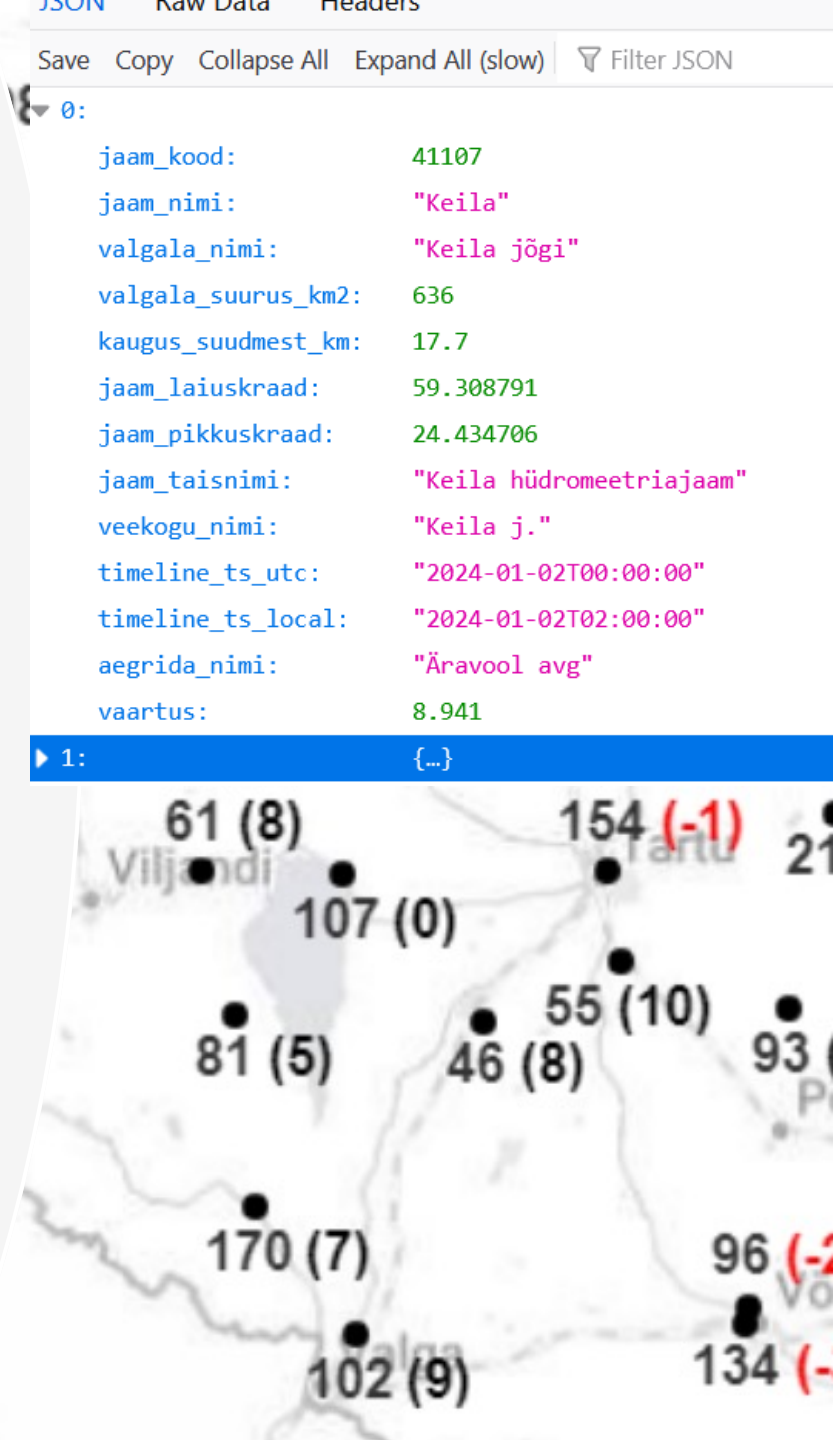 JSON Raw Data Headers
Save Copy Collapse All Expand All (slow) Filter JSON
0:
jaam_kood: 41107
jaam_nimi: "Keila"
valgala_nimi: "Keila jõgi"
valgala_suurus_km2: 636
kaugus_suudmest_km: 17.7
jaam_laiuskraad: 59.308791
jaam_pikkuskraad: 24.434706
jaam_taisnimi: "Keila hüdromeetriajaam"
veekogu_nimi: "Keila j."
timeline_ts_utc: "2024-01-02T00:00:00"
timeline_ts_local: "2024-01-02T02:00:00"
aegrida_nimi: "Äravool avg"
vaartus: 8.941
1: {…}
61 (8) 154 (-1)
Viljandi Tartu 21
107 (0)
55 (10)
81 (5) 46 (8) 93
170 (7) 96
102 (9) 134